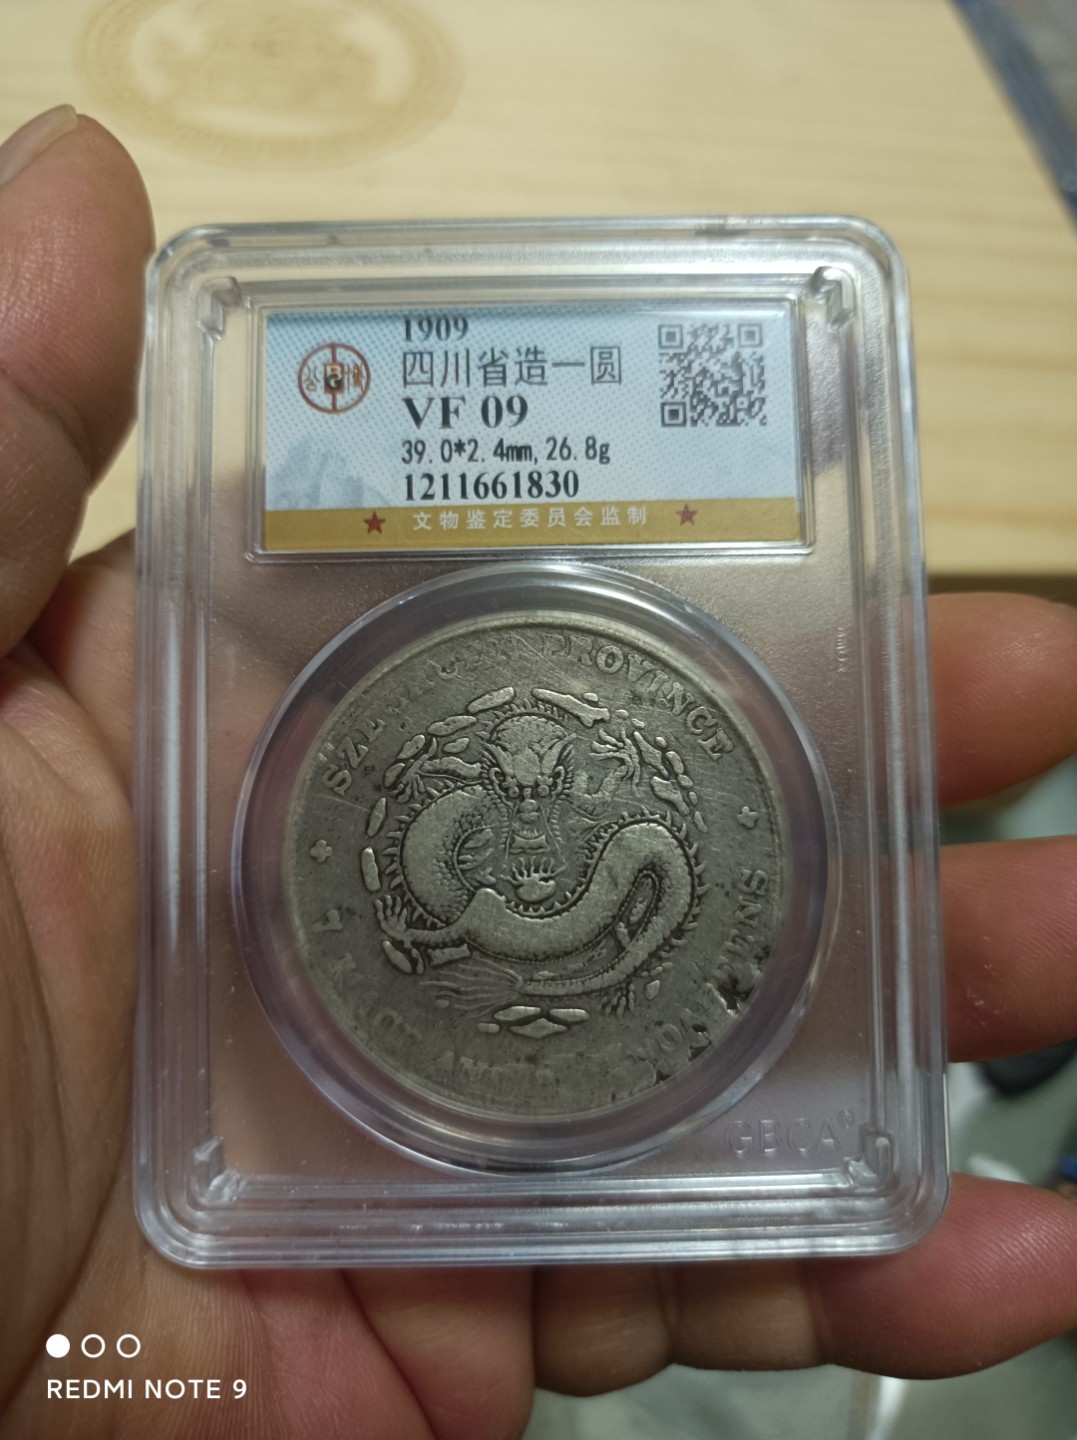 1909
四川省造一圆
VF 09
39.0*2.4mm,26.8g
1211661830
文物鉴定委员会监制
PROVINCE
GBCA
REDMI NOTE 9